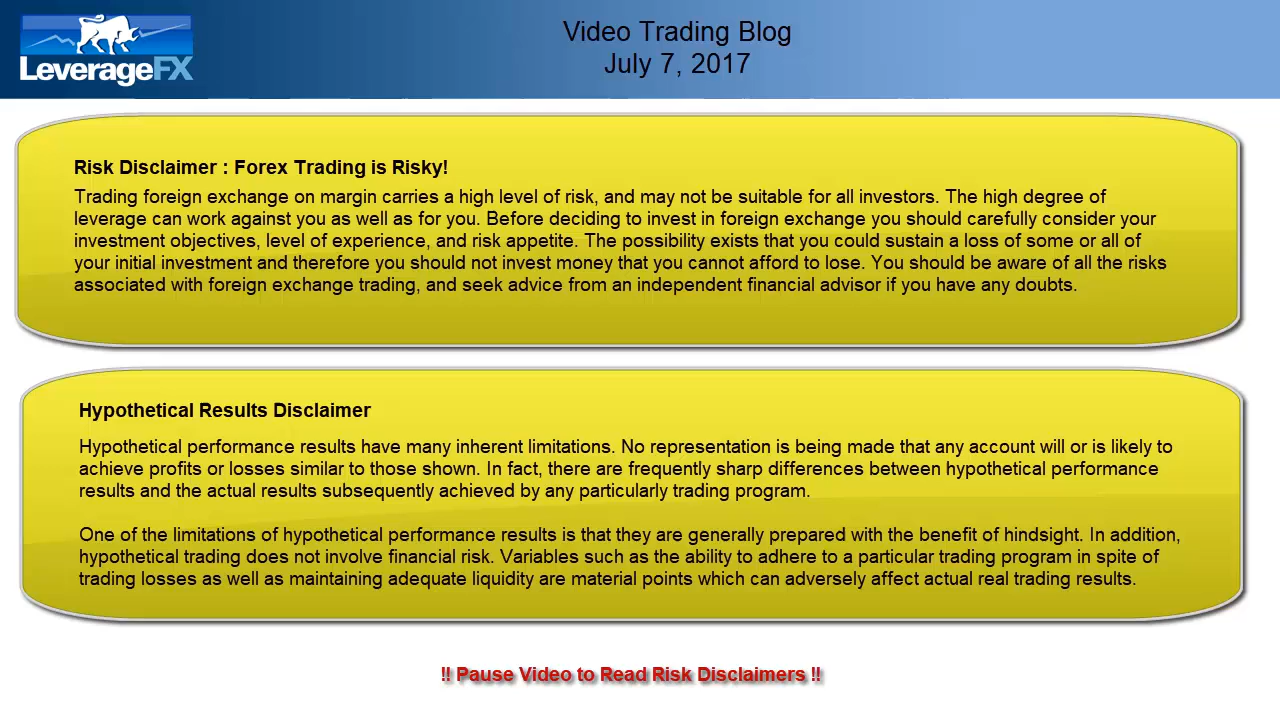 LeverageFX
Video Trading Blog
July 7, 2017
Risk Disclaimer : Forex Trading is Risky!
Trading foreign exchange on margin carries a high level of risk, and may not be suitable for all investors. The high degree of
leverage can work against you as well as for you. Before deciding to invest in foreign exchange you should carefully consider your
investment objectives, level of experience, and risk appetite. The possibility exists that you could sustain a loss of some or all of
your initial investment and therefore you should not invest money that you cannot afford to lose. You should be aware of all the risks
associated with foreign exchange trading, and seek advice from an independent financial advisor if you have any doubts.
Hypothetical Results Disclaimer
Hypothetical performance results have many inherent limitations. No representation is being made that any account will or is likely to
achieve profits or losses similar to those shown. In fact, there are frequently sharp differences between hypothetical performance
results and the actual results subsequently achieved by any particularly trading program.
One of the limitations of hypothetical performance results is that they are generally prepared with the benefit of hindsight. In addition,
hypothetical trading does not involve financial risk. Variables such as the ability to adhere to a particular trading program in spite of
trading losses as well as maintaining adequate liquidity are material points which can adversely affect actual real trading results.
!! Pause Video to Read Risk Disclaimers !!